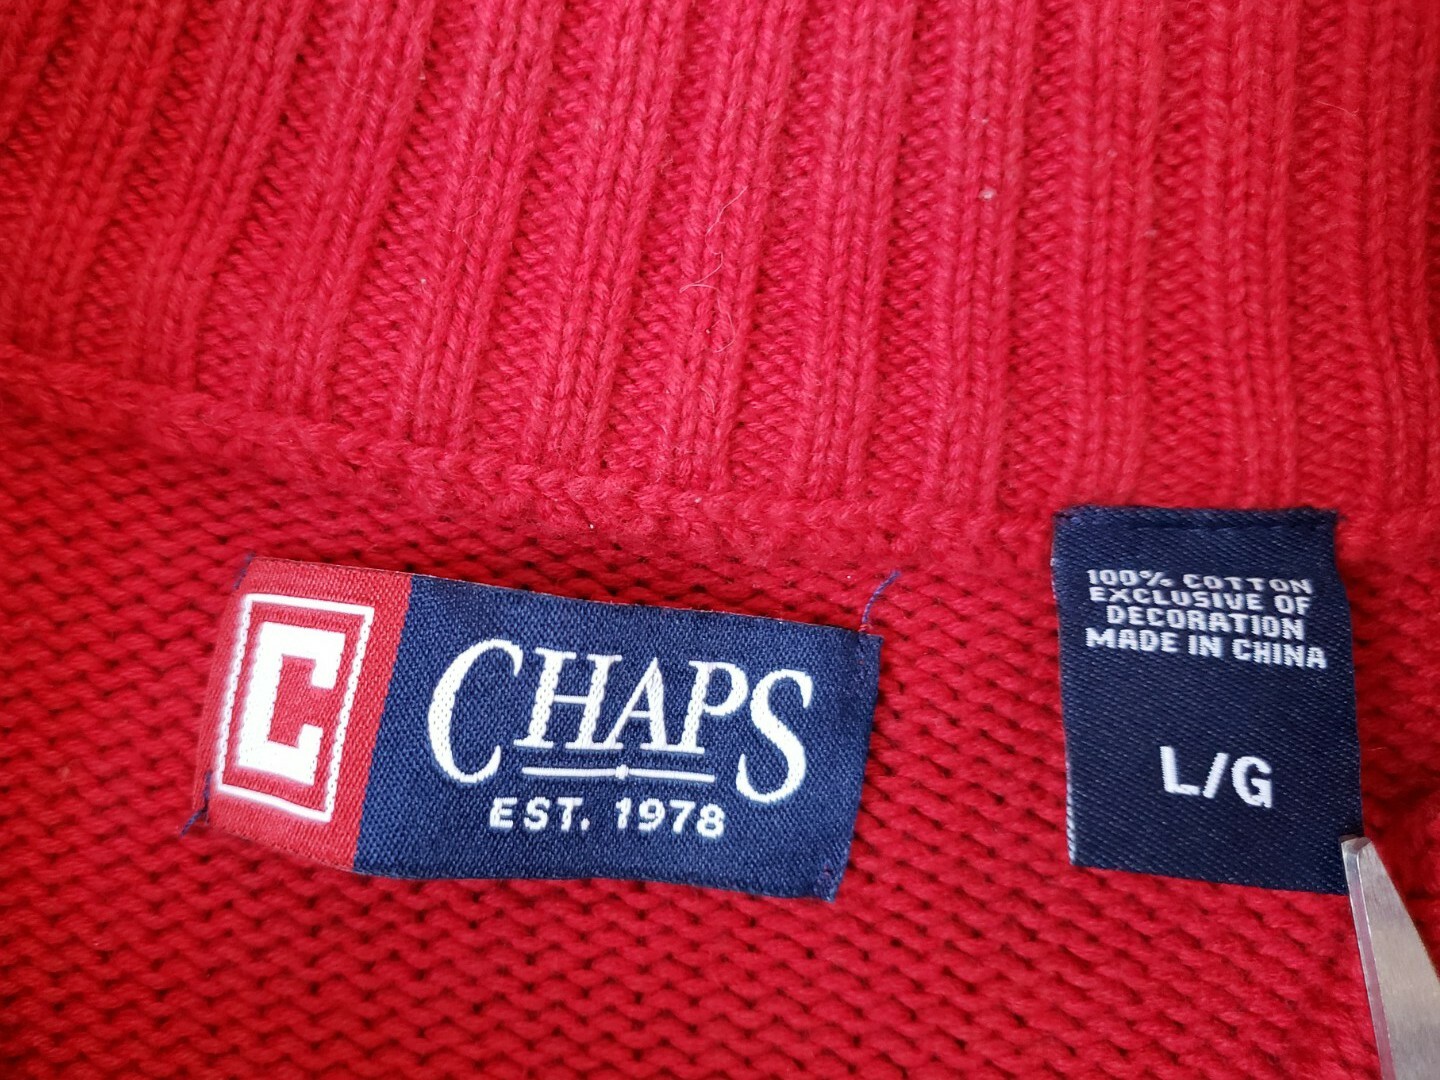 C
CHAPS
EST. 1978
100% COTTON
EXCLUSIVE OF
DECORATION
MADE IN CHINA
L/G